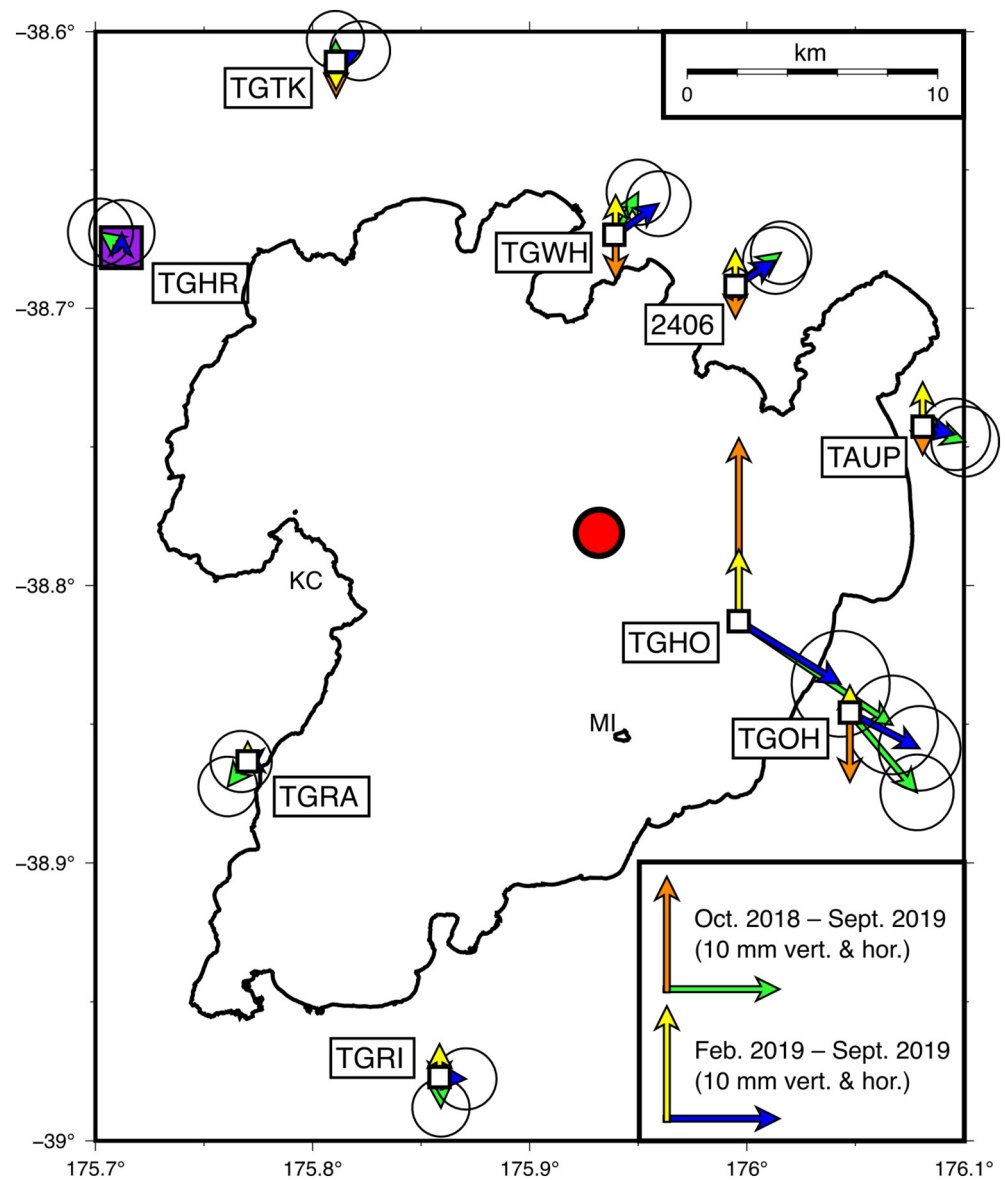 −38.6°
km
0 10
TGTK
TGWH
TGHR
−38.7°
2406
TAUP
−38.8°
KC
TGHO
MI
TGOH
TGRA
−38.9°
Oct. 2018 – Sept. 2019
(10 mm vert. & hor.)
Feb. 2019 – Sept. 2019
(10 mm vert. & hor.)
TGRI
−39°
175.7° 175.8° 175.9° 176° 176.1°